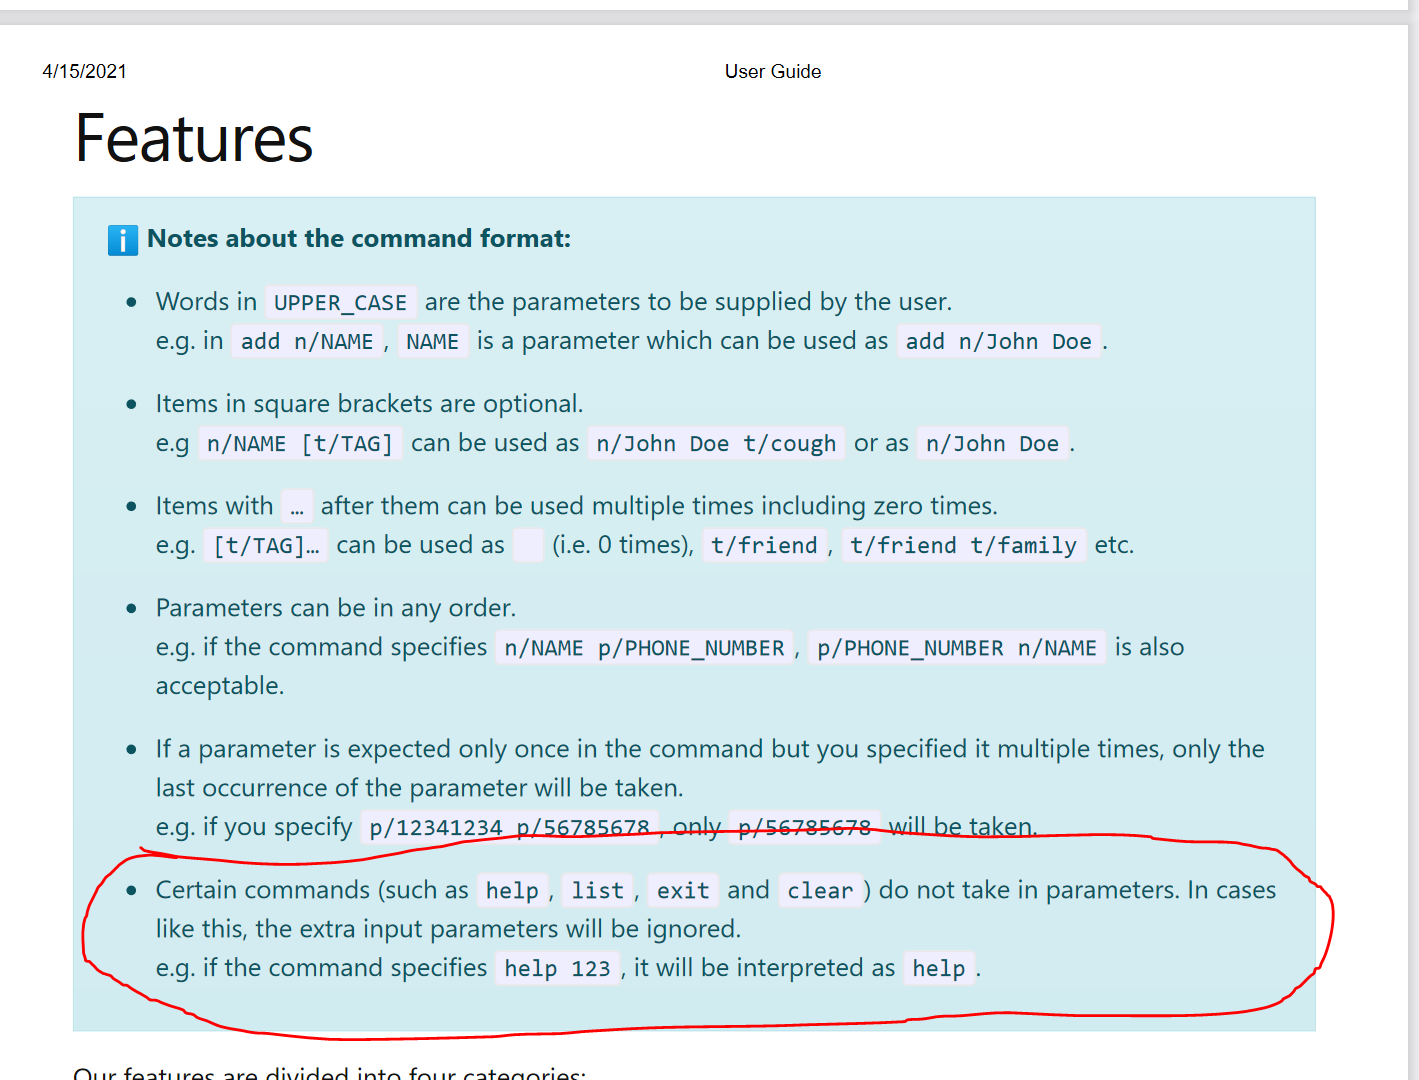 4/15/2021 User Guide
Features
Notes about the command format:
• Words in UPPER_CASE are the parameters to be supplied by the user.
e.g. in add n/NAME , NAME is a parameter which can be used as add n/John Doe .
• Items in square brackets are optional.
e.g n/NAME [t/TAG] can be used as n/John Doe t/cough or as n/John Doe .
• Items with … after them can be used multiple times including zero times.
e.g. [t/TAG]… can be used as (i.e. 0 times), t/friend , t/friend t/family etc.
• Parameters can be in any order.
e.g. if the command specifies n/NAME p/PHONE_NUMBER , p/PHONE_NUMBER n/NAME is also
acceptable.
• If a parameter is expected only once in the command but you specified it multiple times, only the
last occurrence of the parameter will be taken.
e.g. if you specify p/12341234 p/56785678 , only p/56785678 will be taken.
• Certain commands (such as help , list , exit and clear ) do not take in parameters. In cases
like this, the extra input parameters will be ignored.
e.g. if the command specifies help 123 , it will be interpreted as help .
Our features are divided into four categories: